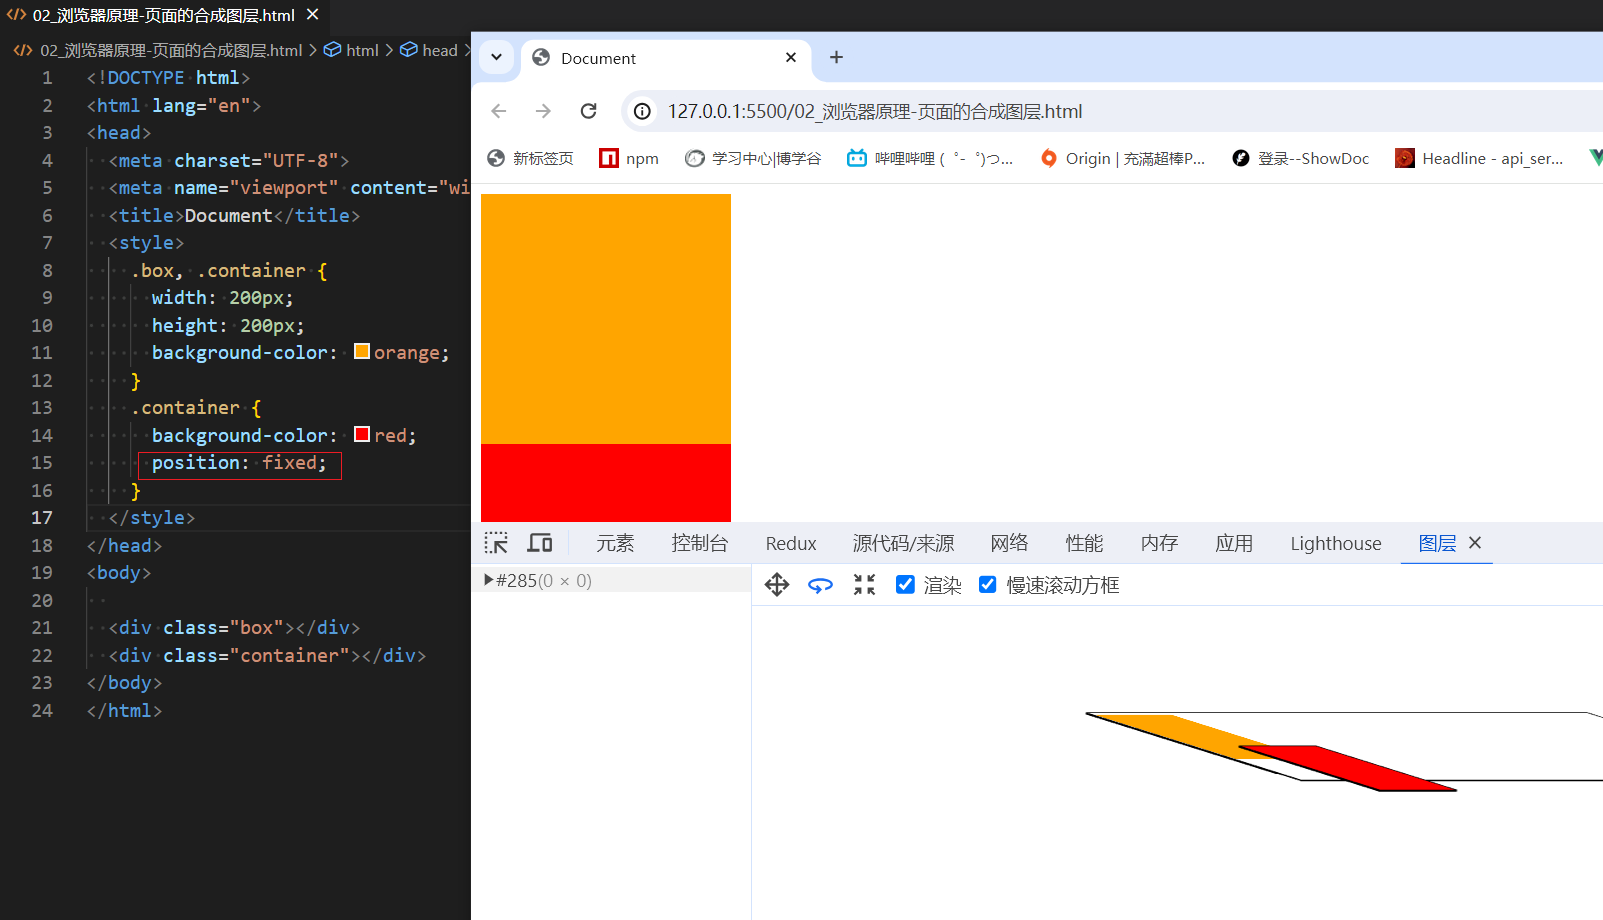 02_浏览器原理-页面的合成图层.html
02_浏览器原理-页面的合成图层.html > html > head >
1 <!DOCTYPE html>
2 <html lang="en">
3 <head>
4 <meta charset="UTF-8">
5 <meta name="viewport" content="wi
6 <title>Document</title>
7 <style>
8 .box, .container {
9 width: 200px;
10 height: 200px;
11 background-color: orange;
12 }
13 .container {
14 background-color: red;
15 position: fixed;
16 }
17 </style>
18 </head>
19 <body>
20
21 <div class="box"></div>
22 <div class="container"></div>
23 </body>
24 </html>
Document
127.0.0.1:5500/02_浏览器原理-页面的合成图层.html
新标签页 npm 学习中心|博学谷 哔哩哔哩 (゜-゜)つ... Origin | 充满超棒P... 登录--ShowDoc Headline - api_ser...
元素 控制台 Redux 源代码/来源 网络 性能 内存 应用 Lighthouse 图层
#285(0 × 0)
渲染 慢速滚动方框